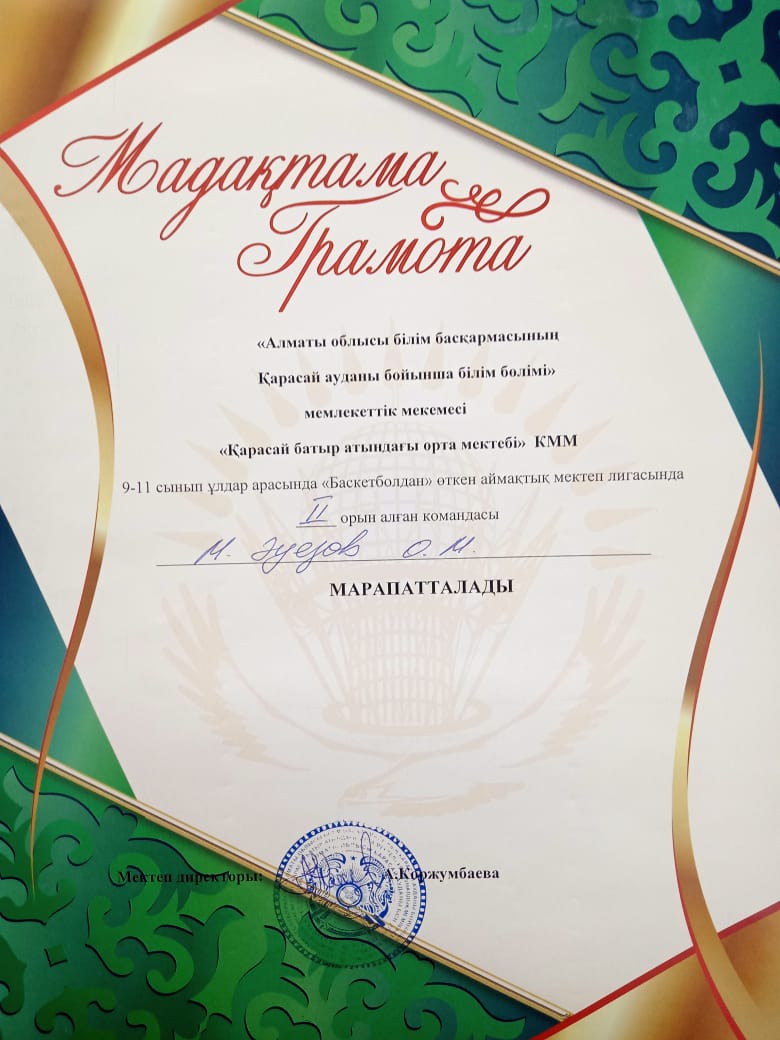 Мадақтама
Грамота
«Алматы облысы білім басқармасының
Қарасай ауданы бойынша білім бөлімі»
мемлекеттік мекемесі
«Қарасай батыр атындағы орта мектебі» КММ
9-11 сынып ұлдар арасында «Баскетболдан» өткен аймақтық мектеп лигасында
II орын алған командасы
М. Әуезов О. М.
МАРАПАТТАЛАДЫ
Мектеп директоры: А.Коржумбаева